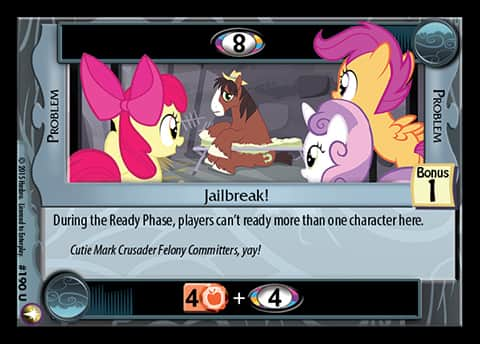 8
PROBLEM
PROBLEM
Jailbreak!
Bonus
1
During the Ready Phase, players can't ready more than one character here.
Cutie Mark Crusader Felony Committers, yay!
© 2015 Hasbro. Licensed to Enterplay.
#190 U
4 + 4